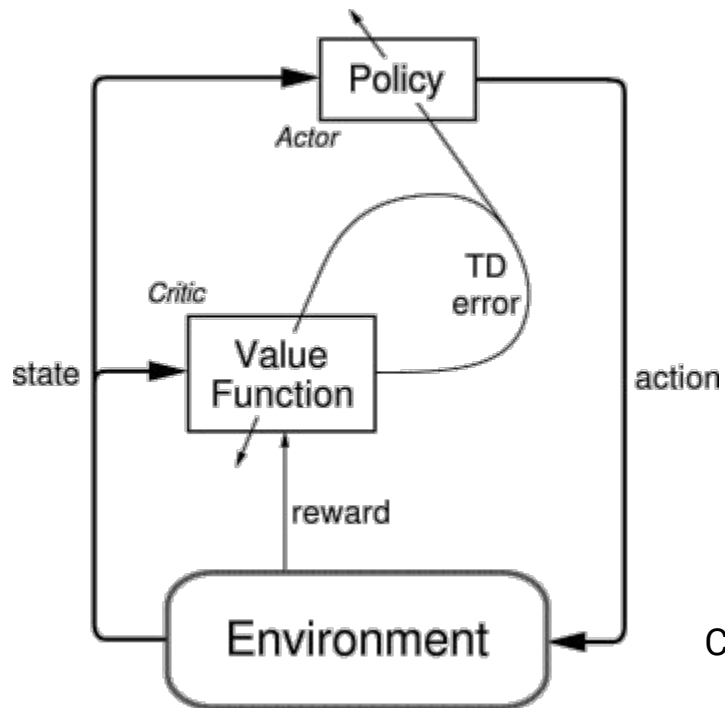 Policy
Actor
TD
error
Critic
Value
Function
state
action
reward
Environment
C